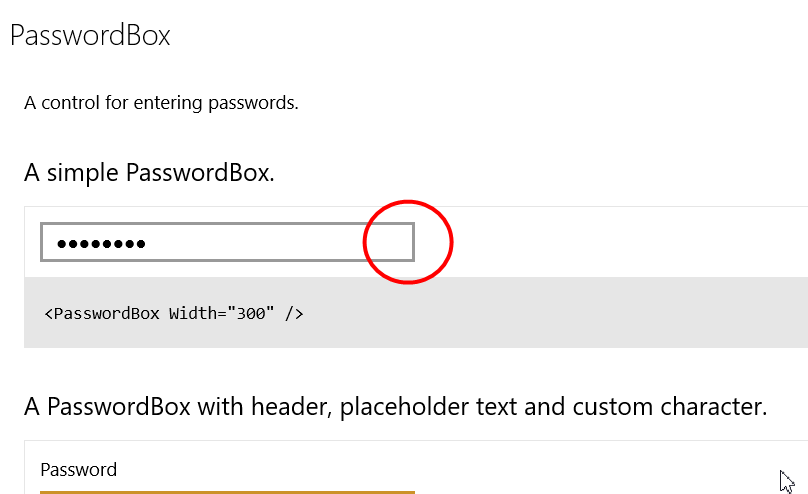 PasswordBox
A control for entering passwords.
A simple PasswordBox.
●●●●●●●●
<PasswordBox Width="300" />
A PasswordBox with header, placeholder text and custom character.
Password